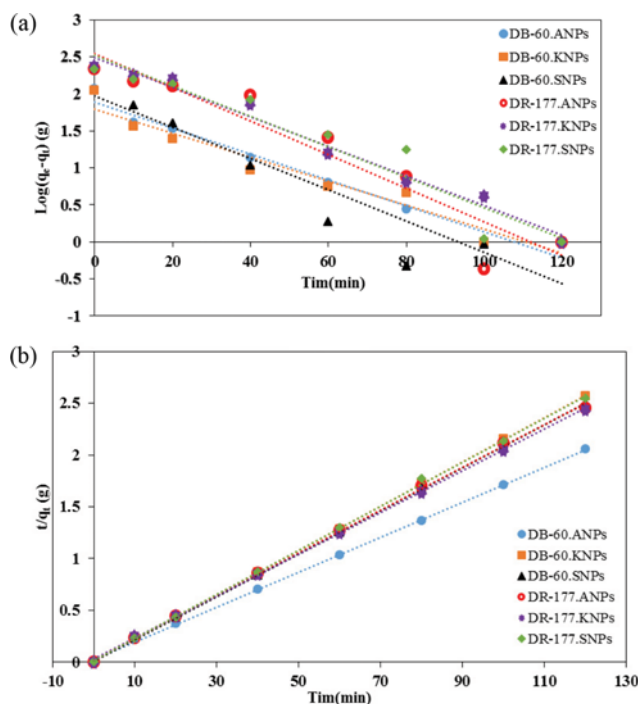 (a)
3
2.5
2
1.5
1
0.5
0
-0.5
-1
0 20 40 60 80 100 120
Log(qe-qt) (g)
Tim(min)
DB-60.ANPs
DB-60.KNPs
DB-60.SNPs
DR-177.ANPs
DR-177.KNPs
DR-177.SNPs
(b)
3
2.5
2
1.5
1
0.5
0
-10 10 30 50 70 90 110 130
t/qt (g)
Tim(min)
DB-60.ANPs
DB-60.KNPs
DB-60.SNPs
DR-177.ANPs
DR-177.KNPs
DR-177.SNPs